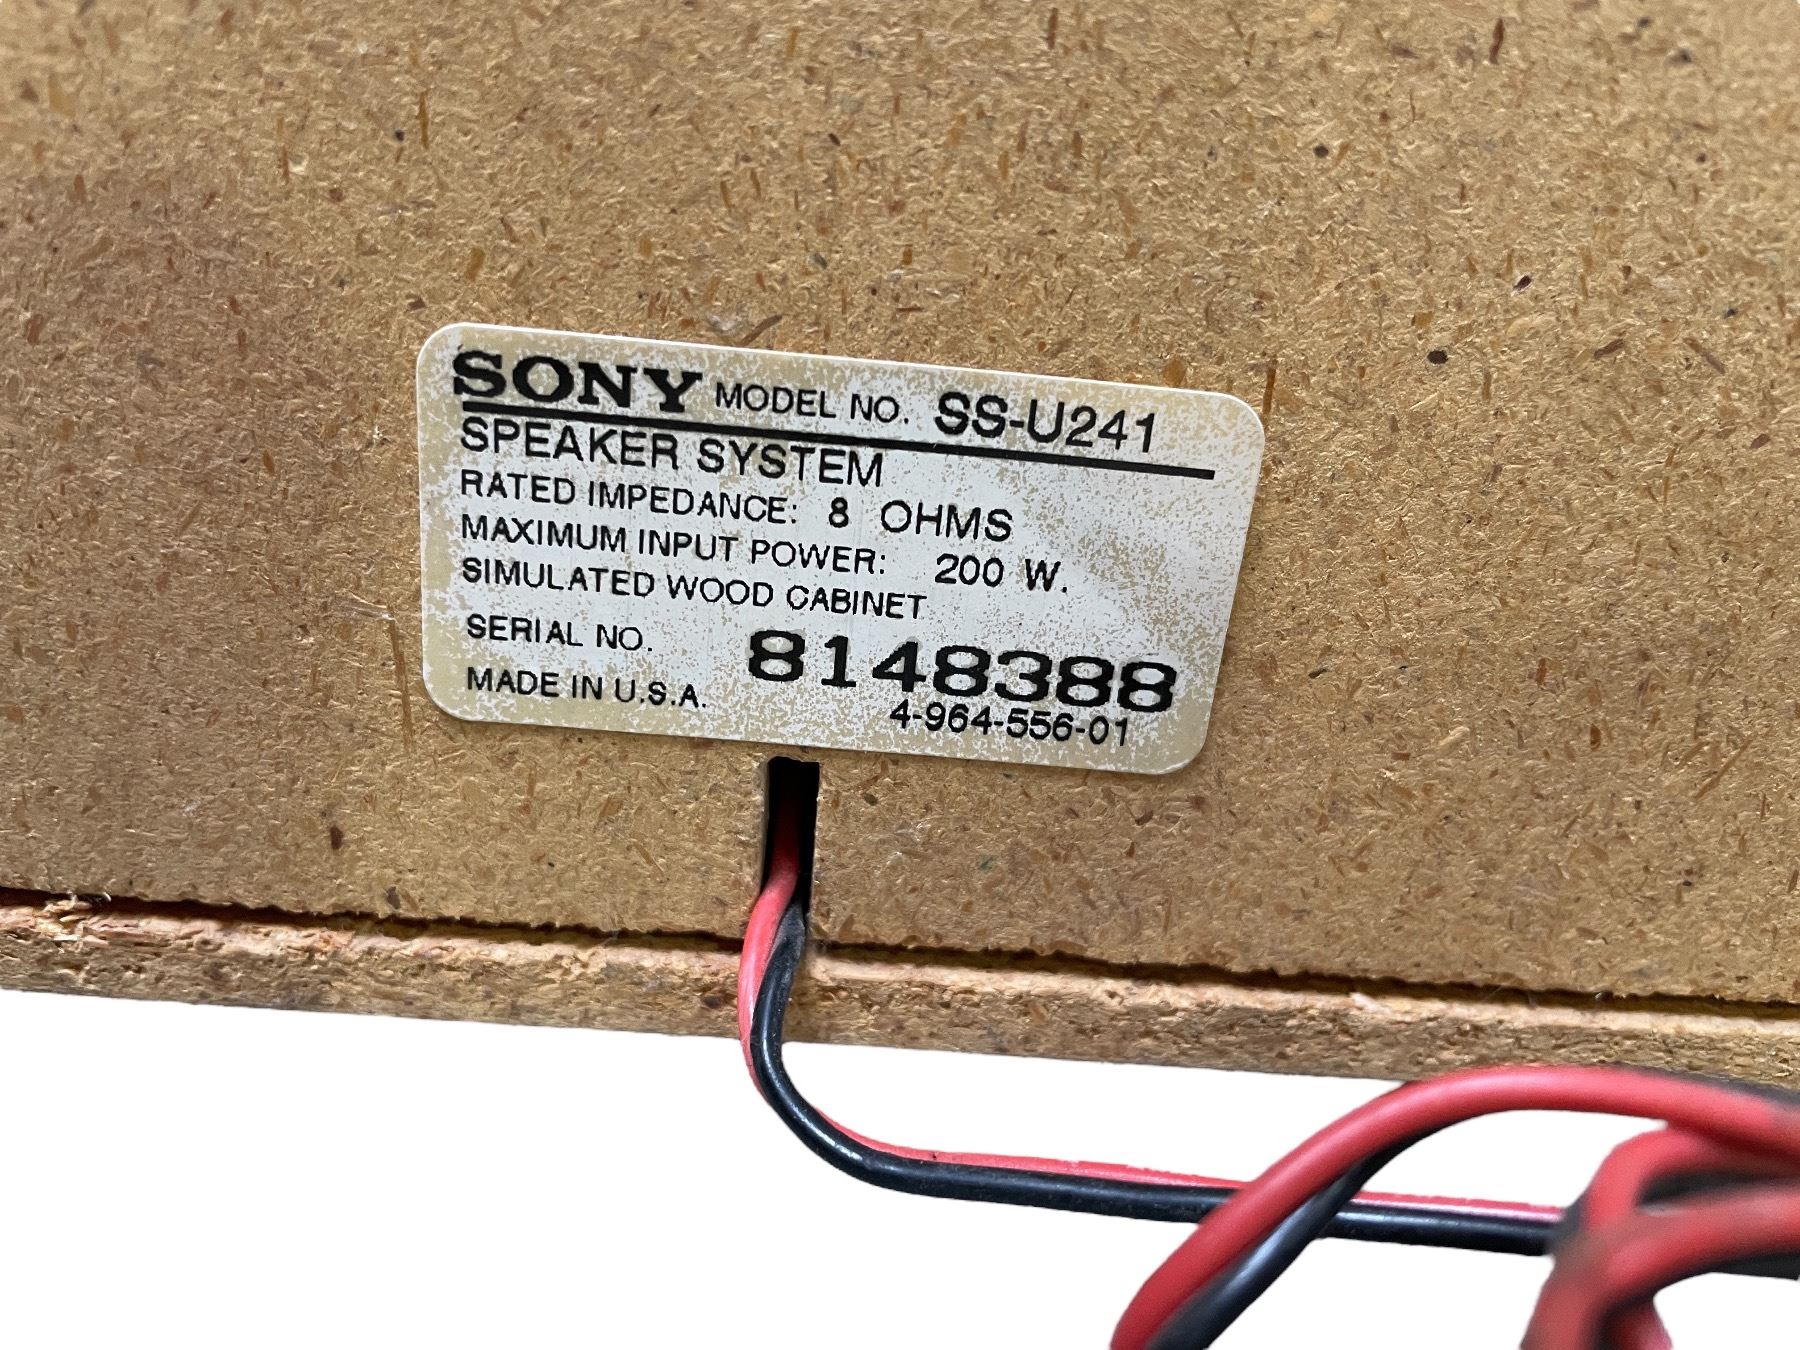 SONY MODEL NO. SS-U241
SPEAKER SYSTEM
RATED IMPEDANCE: 8 OHMS
MAXIMUM INPUT POWER: 200 W.
SIMULATED WOOD CABINET
SERIAL NO. 8148388
MADE IN U.S.A. 4-964-556-01